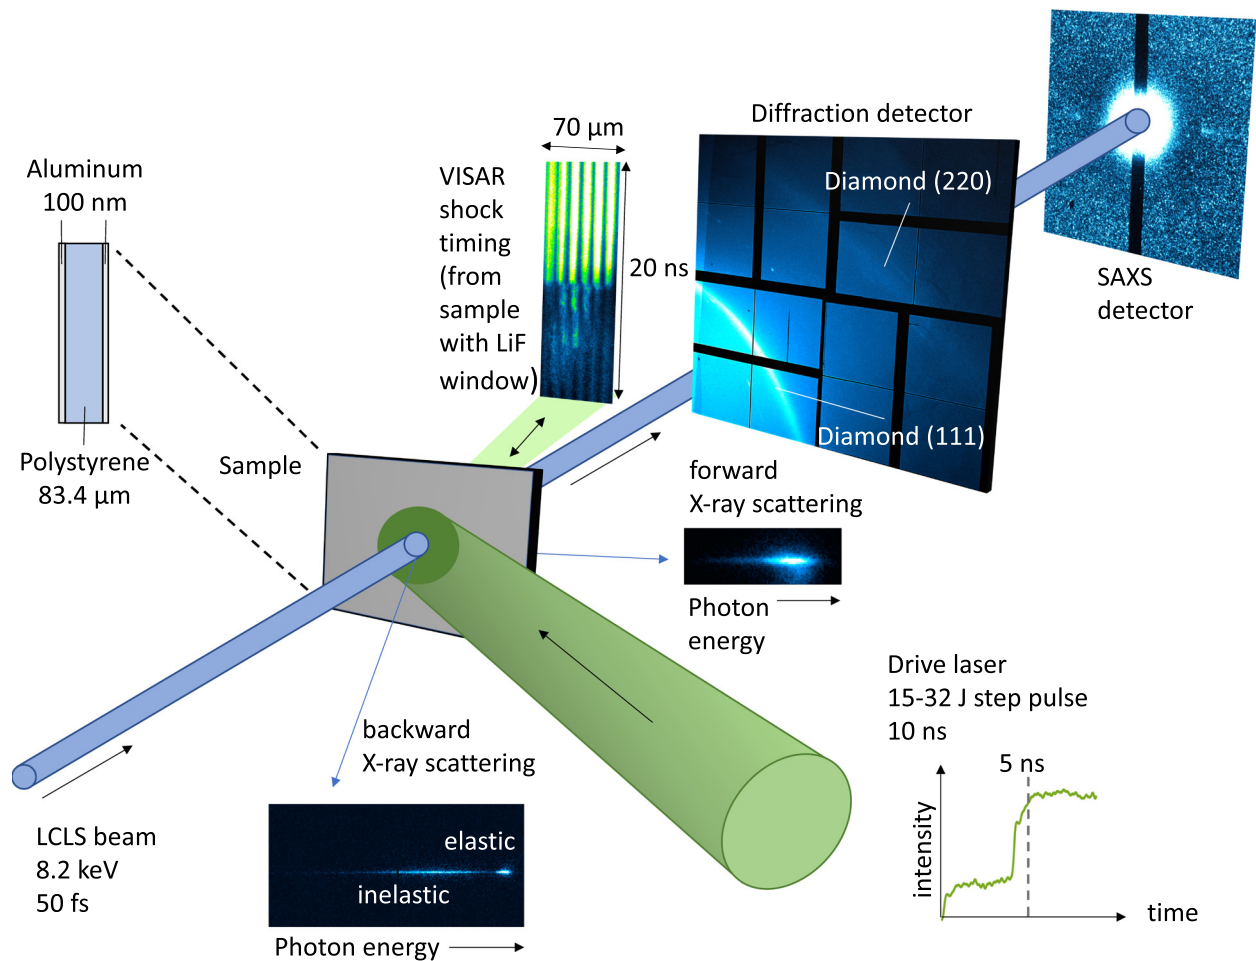 Aluminum
100 nm
Polystyrene
83.4 µm
Sample
70 µm
VISAR
shock
timing
(from
sample
with LiF
window)
20 ns
Diffraction detector
Diamond (220)
Diamond (111)
SAXS
detector
forward
X-ray scattering
Photon
energy
backward
X-ray scattering
elastic
inelastic
Photon energy
LCLS beam
8.2 keV
50 fs
Drive laser
15-32 J step pulse
10 ns
5 ns
intensity
time